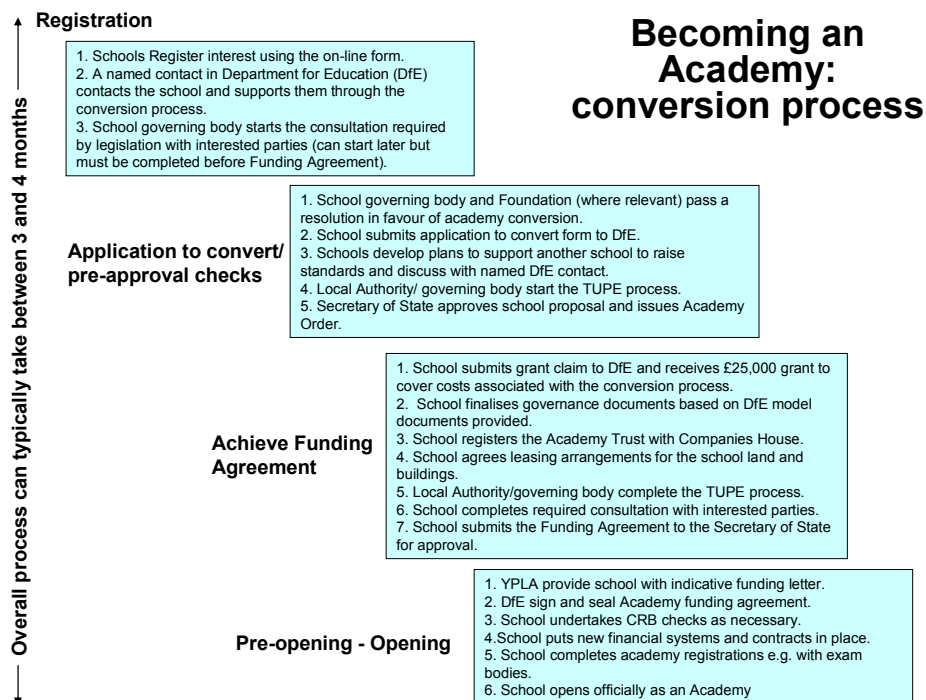 Registration
Becoming an
Academy:
conversion process
1. Schools Register interest using the on-line form.
2. A named contact in Department for Education (DfE)
contacts the school and supports them through the
conversion process.
3. School governing body starts the consultation required
by legislation with interested parties (can start later but
must be completed before Funding Agreement).
Overall process can typically take between 3 and 4 months
Application to convert/
pre-approval checks
1. School governing body and Foundation (where relevant) pass a
resolution in favour of academy conversion.
2. School submits application to convert form to DfE.
3. Schools develop plans to support another school to raise
standards and discuss with named DfE contact.
4. Local Authority/ governing body start the TUPE process.
5. Secretary of State approves school proposal and issues Academy
Order.
Achieve Funding
Agreement
1. School submits grant claim to DfE and receives £25,000 grant to
cover costs associated with the conversion process.
2.  School finalises governance documents based on DfE model
documents provided.
3. School registers the Academy Trust with Companies House.
4. School agrees leasing arrangements for the school land and
buildings.
5. Local Authority/governing body complete the TUPE process.
6. School completes required consultation with interested parties.
7. School submits the Funding Agreement to the Secretary of State
for approval.
Pre-opening - Opening
1. YPLA provide school with indicative funding letter.
2. DfE sign and seal Academy funding agreement.
3. School undertakes CRB checks as necessary.
4.School puts new financial systems and contracts in place.
5. School completes academy registrations e.g. with exam
bodies.
6. School opens officially as an Academy